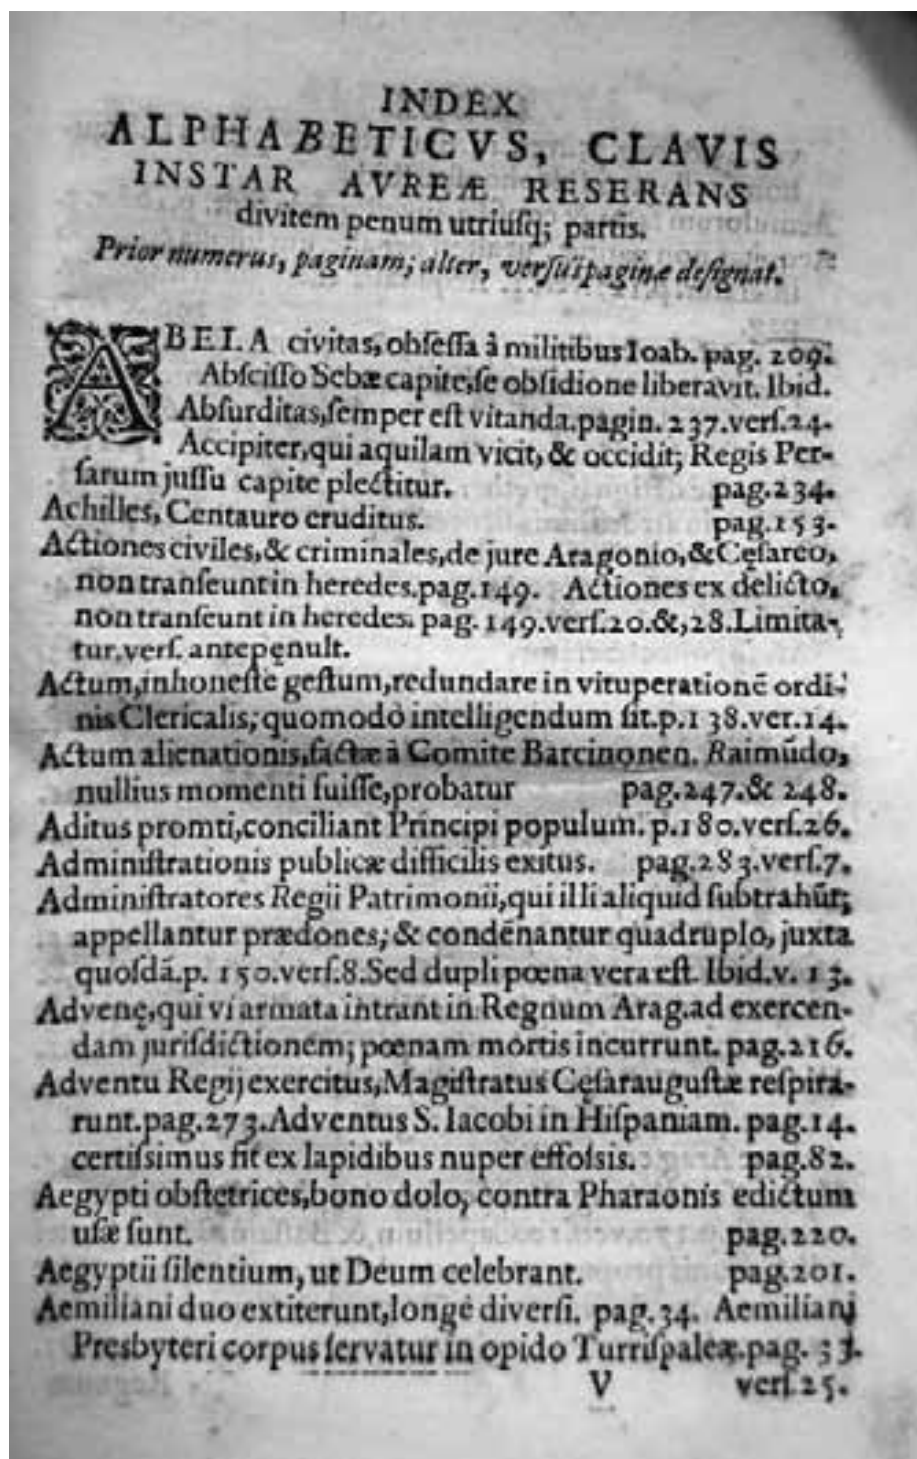 INDEX
ALPHABETICVS, CLAVIS
INSTAR AVREÆ RESERANS
divitem penum utriuſq; partis.
Prior numerus, paginam; alter, verſus paginæ deſignat.
ABELA civitas, obſeſſa à militibus Ioab. pag. 209.
Abſciſſo Sebæ capite, ſe obſidione liberavit. Ibid.
Abſurditas, ſemper eſt vitanda. pagin. 237. verſ. 24.
Accipiter, qui aquilam vicit, & occidit; Regis Per-
ſarum juſſu capite plectitur. pag. 234.
Achilles, Centauro eruditus. pag. 153.
Actiones civiles, & criminales, de jure Aragonio, & Cęſareo,
non tranſeunt in heredes. pag. 149. Actiones ex delicto,
non tranſeunt in heredes. pag. 149. verſ. 20. &, 28. Limita-
tur. verſ. antepęnult.
Actum, inhoneſtè geſtum, redundare in vituperationē ordi-
nis Clericalis, quomodò intelligendum ſit. p. 138. ver. 14.
Actum alienationis, factæ à Comite Barcinonen. Raimūdo,
nullius momenti fuiſſe, probatur pag. 247. & 248.
Aditus promti, conciliant Principi populum. p. 180. verſ. 26.
Adminiſtrationis publicæ difficilis exitus. pag. 283. verſ. 7.
Adminiſtratores Regii Patrimonii, qui illi aliquid ſubtrahūt;
appellantur prædones; & condēnantur quadruplo, juxta
quoſdā. p. 150. verſ. 8. Sed dupli pœna vera eſt. Ibid. v. 13.
Advenę, qui vi armata intrant in Regnum Arag. ad exercen-
dam juriſdictionem; pœnam mortis incurrunt. pag. 216.
Adventu Regij exercitus, Magiſtratus Cęſarauguſtæ reſpira-
runt. pag. 273. Adventus S. Iacobi in Hiſpaniam. pag. 14.
certiſsimus fit ex lapidibus nuper effoſsis. pag. 82.
Aegypti obſtetrices, bono dolo, contra Pharaonis edictum
uſæ ſunt. pag. 220.
Aegyptii ſilentium, ut Deum celebrant. pag. 201.
Aemiliani duo extiterunt, longè diverſi. pag. 34. Aemiliani
Presbyteri corpus ſervatur in opido Turriſpaleæ. pag. 33.
V verſ. 25.